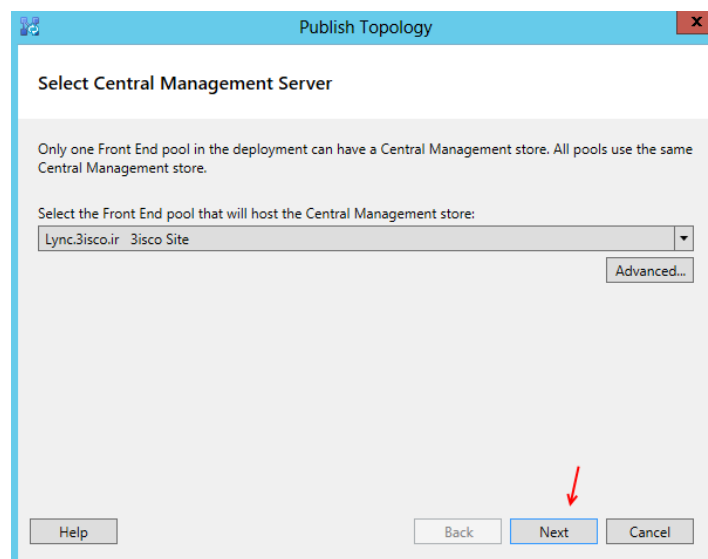 Publish Topology
x
Select Central Management Server
Only one Front End pool in the deployment can have a Central Management store. All pools use the same
Central Management store.
Select the Front End pool that will host the Central Management store:
Lync.3isco.ir 3isco Site
Advanced...
Help
Back
Next
Cancel